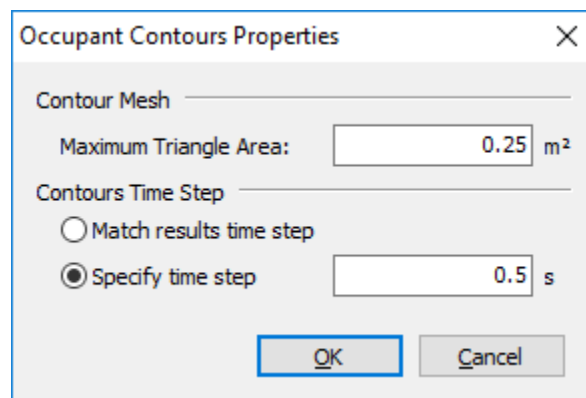 Occupant Contours Properties
Contour Mesh
Maximum Triangle Area: 0.25 m²
Contours Time Step
Match results time step
Specify time step 0.5 s
OK Cancel